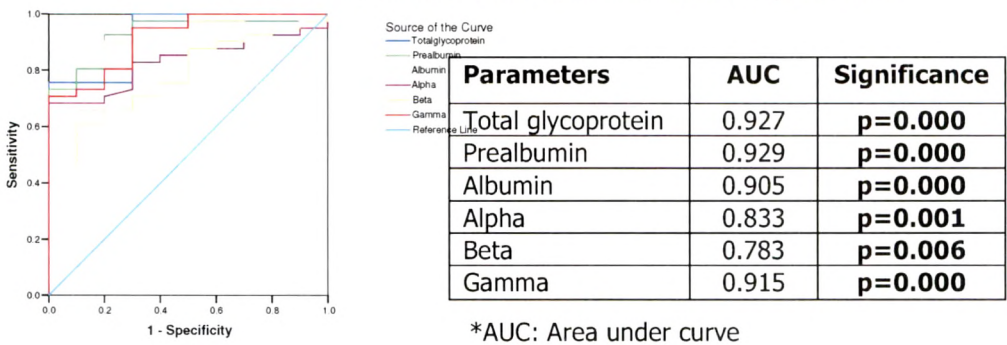 Source of the Curve
Totalglycoprotein
Prealbumin
Albumin
Alpha
Beta
Gamma
Reference Line
1.0
0.8
0.6
0.4
0.2
0.0
Sensitivity
0.0 0.2 0.4 0.6 0.8 1.0
1 - Specificity
Parameters AUC Significance
Total glycoprotein 0.927 p=0.000
Prealbumin 0.929 p=0.000
Albumin 0.905 p=0.000
Alpha 0.833 p=0.001
Beta 0.783 p=0.006
Gamma 0.915 p=0.000
*AUC: Area under curve